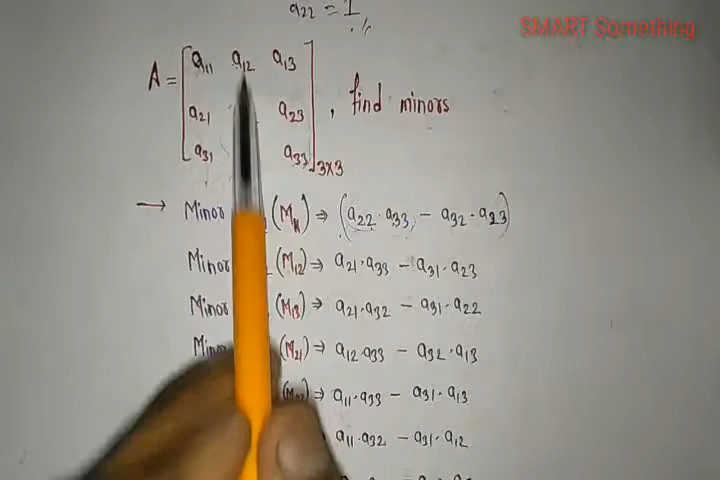 SMART Something
a22 = 1
A = [ a11 a12 a13
a21 a23
a31 a33 ] 3x3 , find minors
→ Minor (M11) ⇒ (a22·a33 - a32·a23)
Minor (M12) ⇒ a21·a33 - a31·a23
Minor (M13) ⇒ a21·a32 - a31·a22
Minor (M21) ⇒ a12·a33 - a32·a13
⇒ a11·a33 - a31·a13
a11·a32 - a31·a12